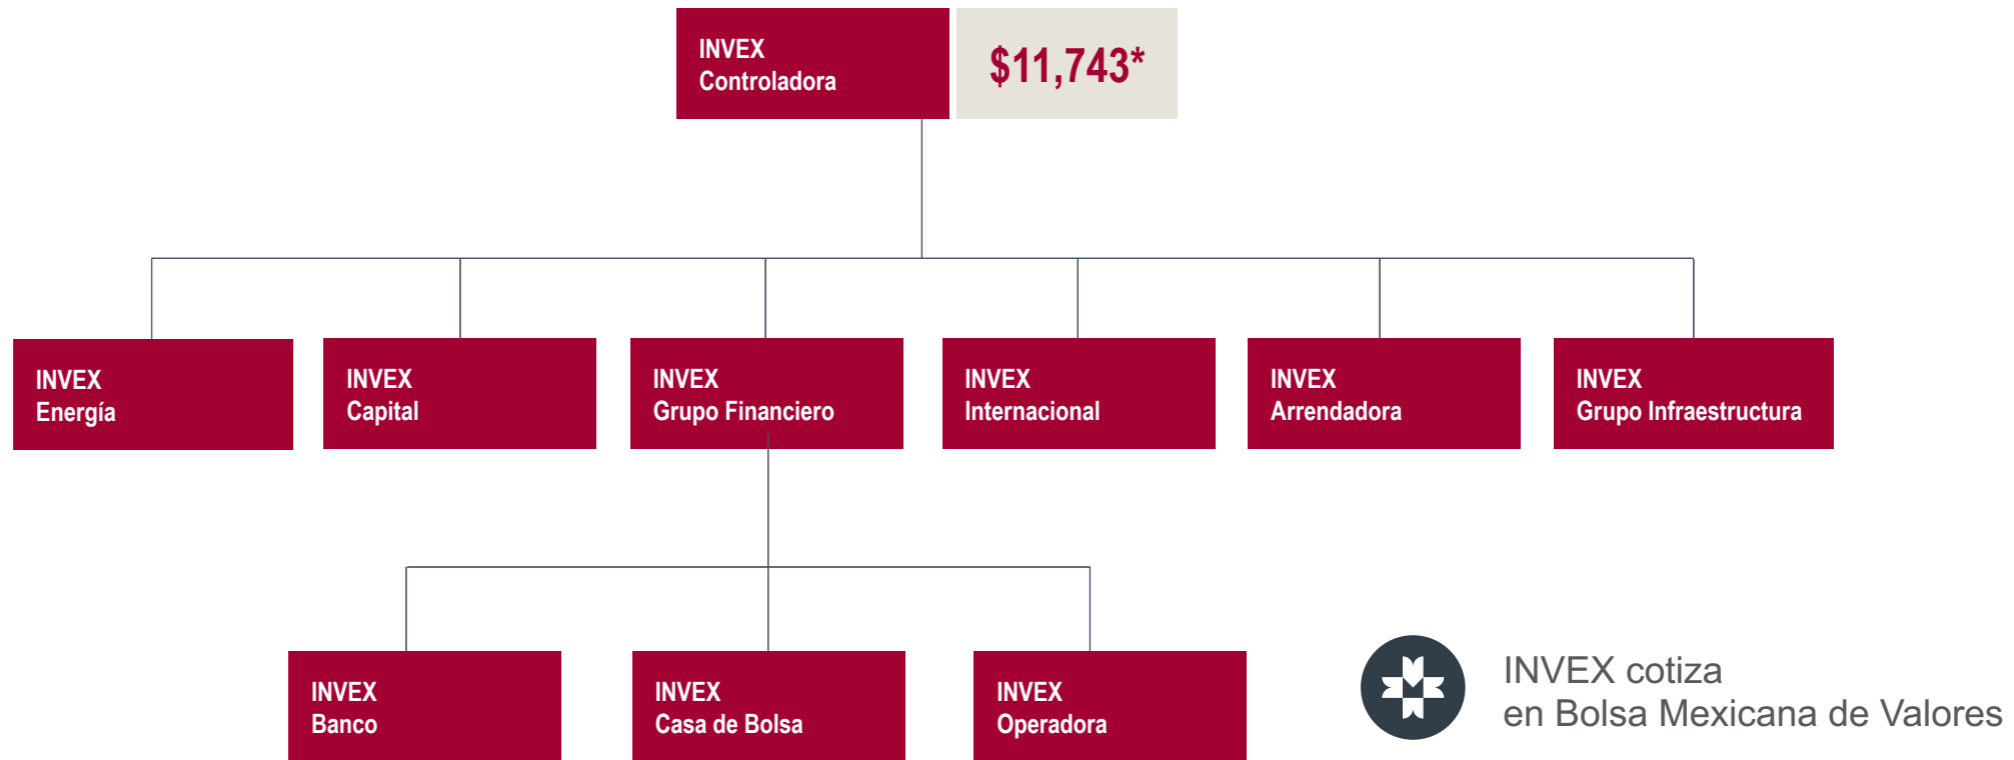 INVEX
Controladora
$11,743*
INVEX
Energía
INVEX
Capital
INVEX
Grupo Financiero
INVEX
Internacional
INVEX
Arrendadora
INVEX
Grupo Infraestructura
INVEX
Banco
INVEX
Casa de Bolsa
INVEX
Operadora
INVEX cotiza
en Bolsa Mexicana de Valores